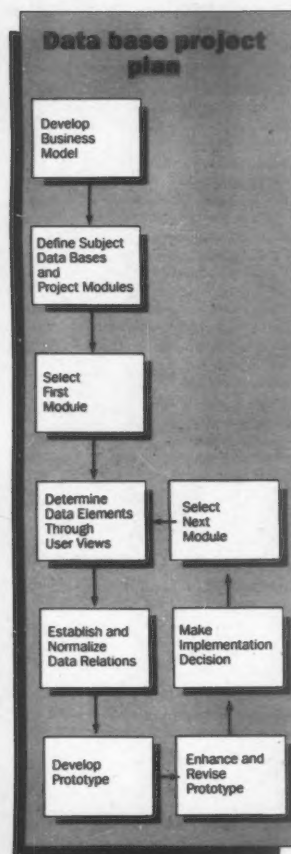 Data base project
plan
Develop
Business
Model
Define Subject
Data Bases
and
Project Modules
Select
First
Module
Determine
Data Elements
Through
User Views
Select
Next
Module
Establish and
Normalize
Data Relations
Make
Implementation
Decision
Develop
Prototype
Enhance and
Revise
Prototype